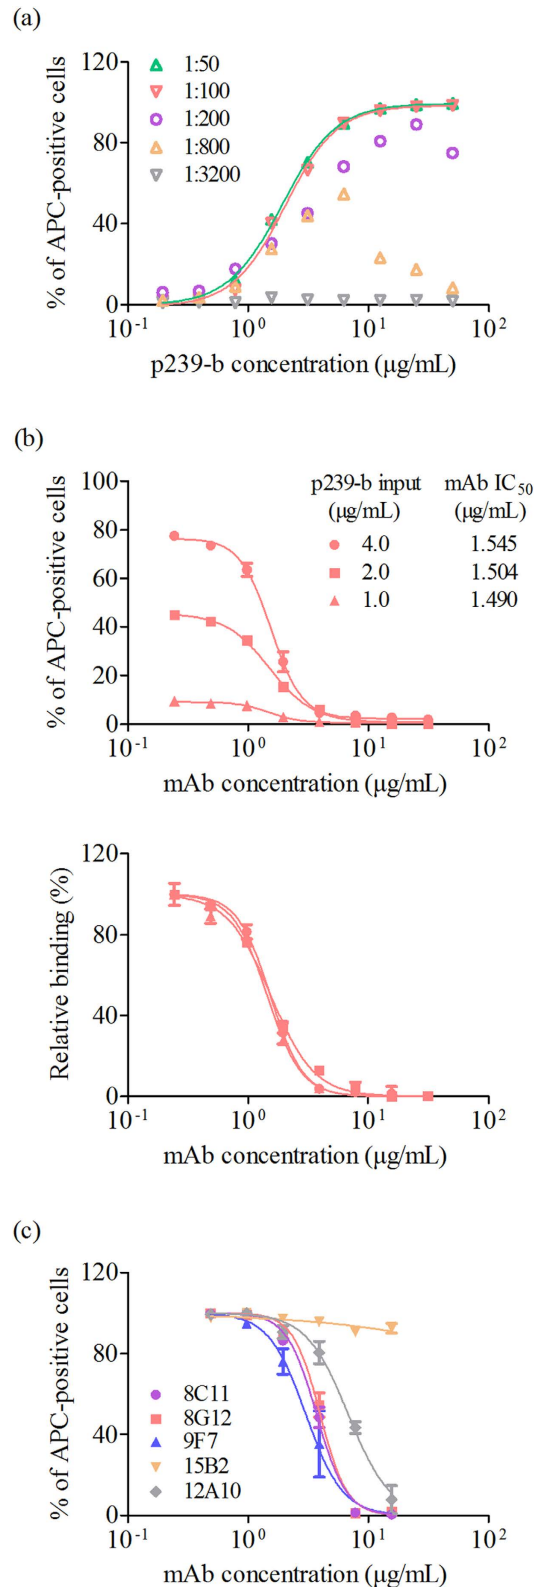 (a)
120
80
40
0
% of APC-positive cells
1:50
1:100
1:200
1:800
1:3200
10⁻¹ 10⁰ 10¹ 10²
p239-b concentration (µg/mL)
(b)
100
80
60
40
20
0
% of APC-positive cells
p239-b input mAb IC₅₀
(µg/mL) (µg/mL)
4.0 1.545
2.0 1.504
1.0 1.490
10⁻¹ 10⁰ 10¹ 10²
mAb concentration (µg/mL)
120
80
40
0
Relative binding (%)
10⁻¹ 10⁰ 10¹ 10²
mAb concentration (µg/mL)
(c)
120
80
40
0
% of APC-positive cells
8C11
8G12
9F7
15B2
12A10
10⁻¹ 10⁰ 10¹ 10²
mAb concentration (µg/mL)